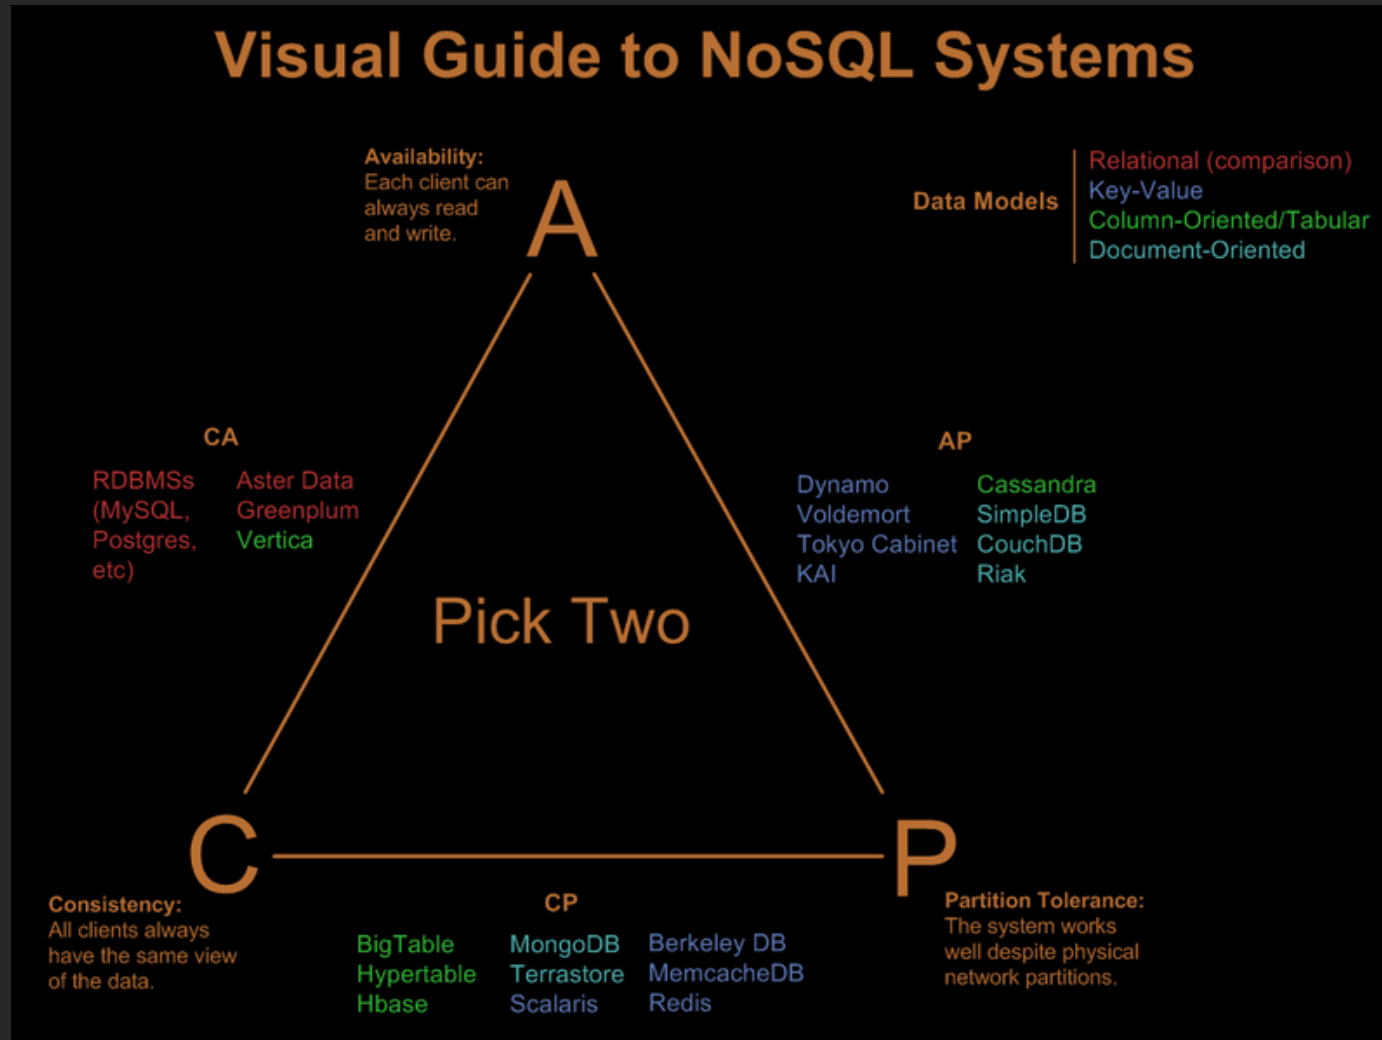 Visual Guide to NoSQL Systems
Availability:
Each client can
always read
and write.
A
Data Models
Relational (comparison)
Key-Value
Column-Oriented/Tabular
Document-Oriented
CA
RDBMSs
(MySQL,
Postgres,
etc)
Aster Data
Greenplum
Vertica
AP
Dynamo
Voldemort
Tokyo Cabinet
KAI
Cassandra
SimpleDB
CouchDB
Riak
Pick Two
C
P
Consistency:
All clients always
have the same view
of the data.
CP
BigTable
Hypertable
Hbase
MongoDB
Terrastore
Scalaris
Berkeley DB
MemcacheDB
Redis
Partition Tolerance:
The system works
well despite physical
network partitions.